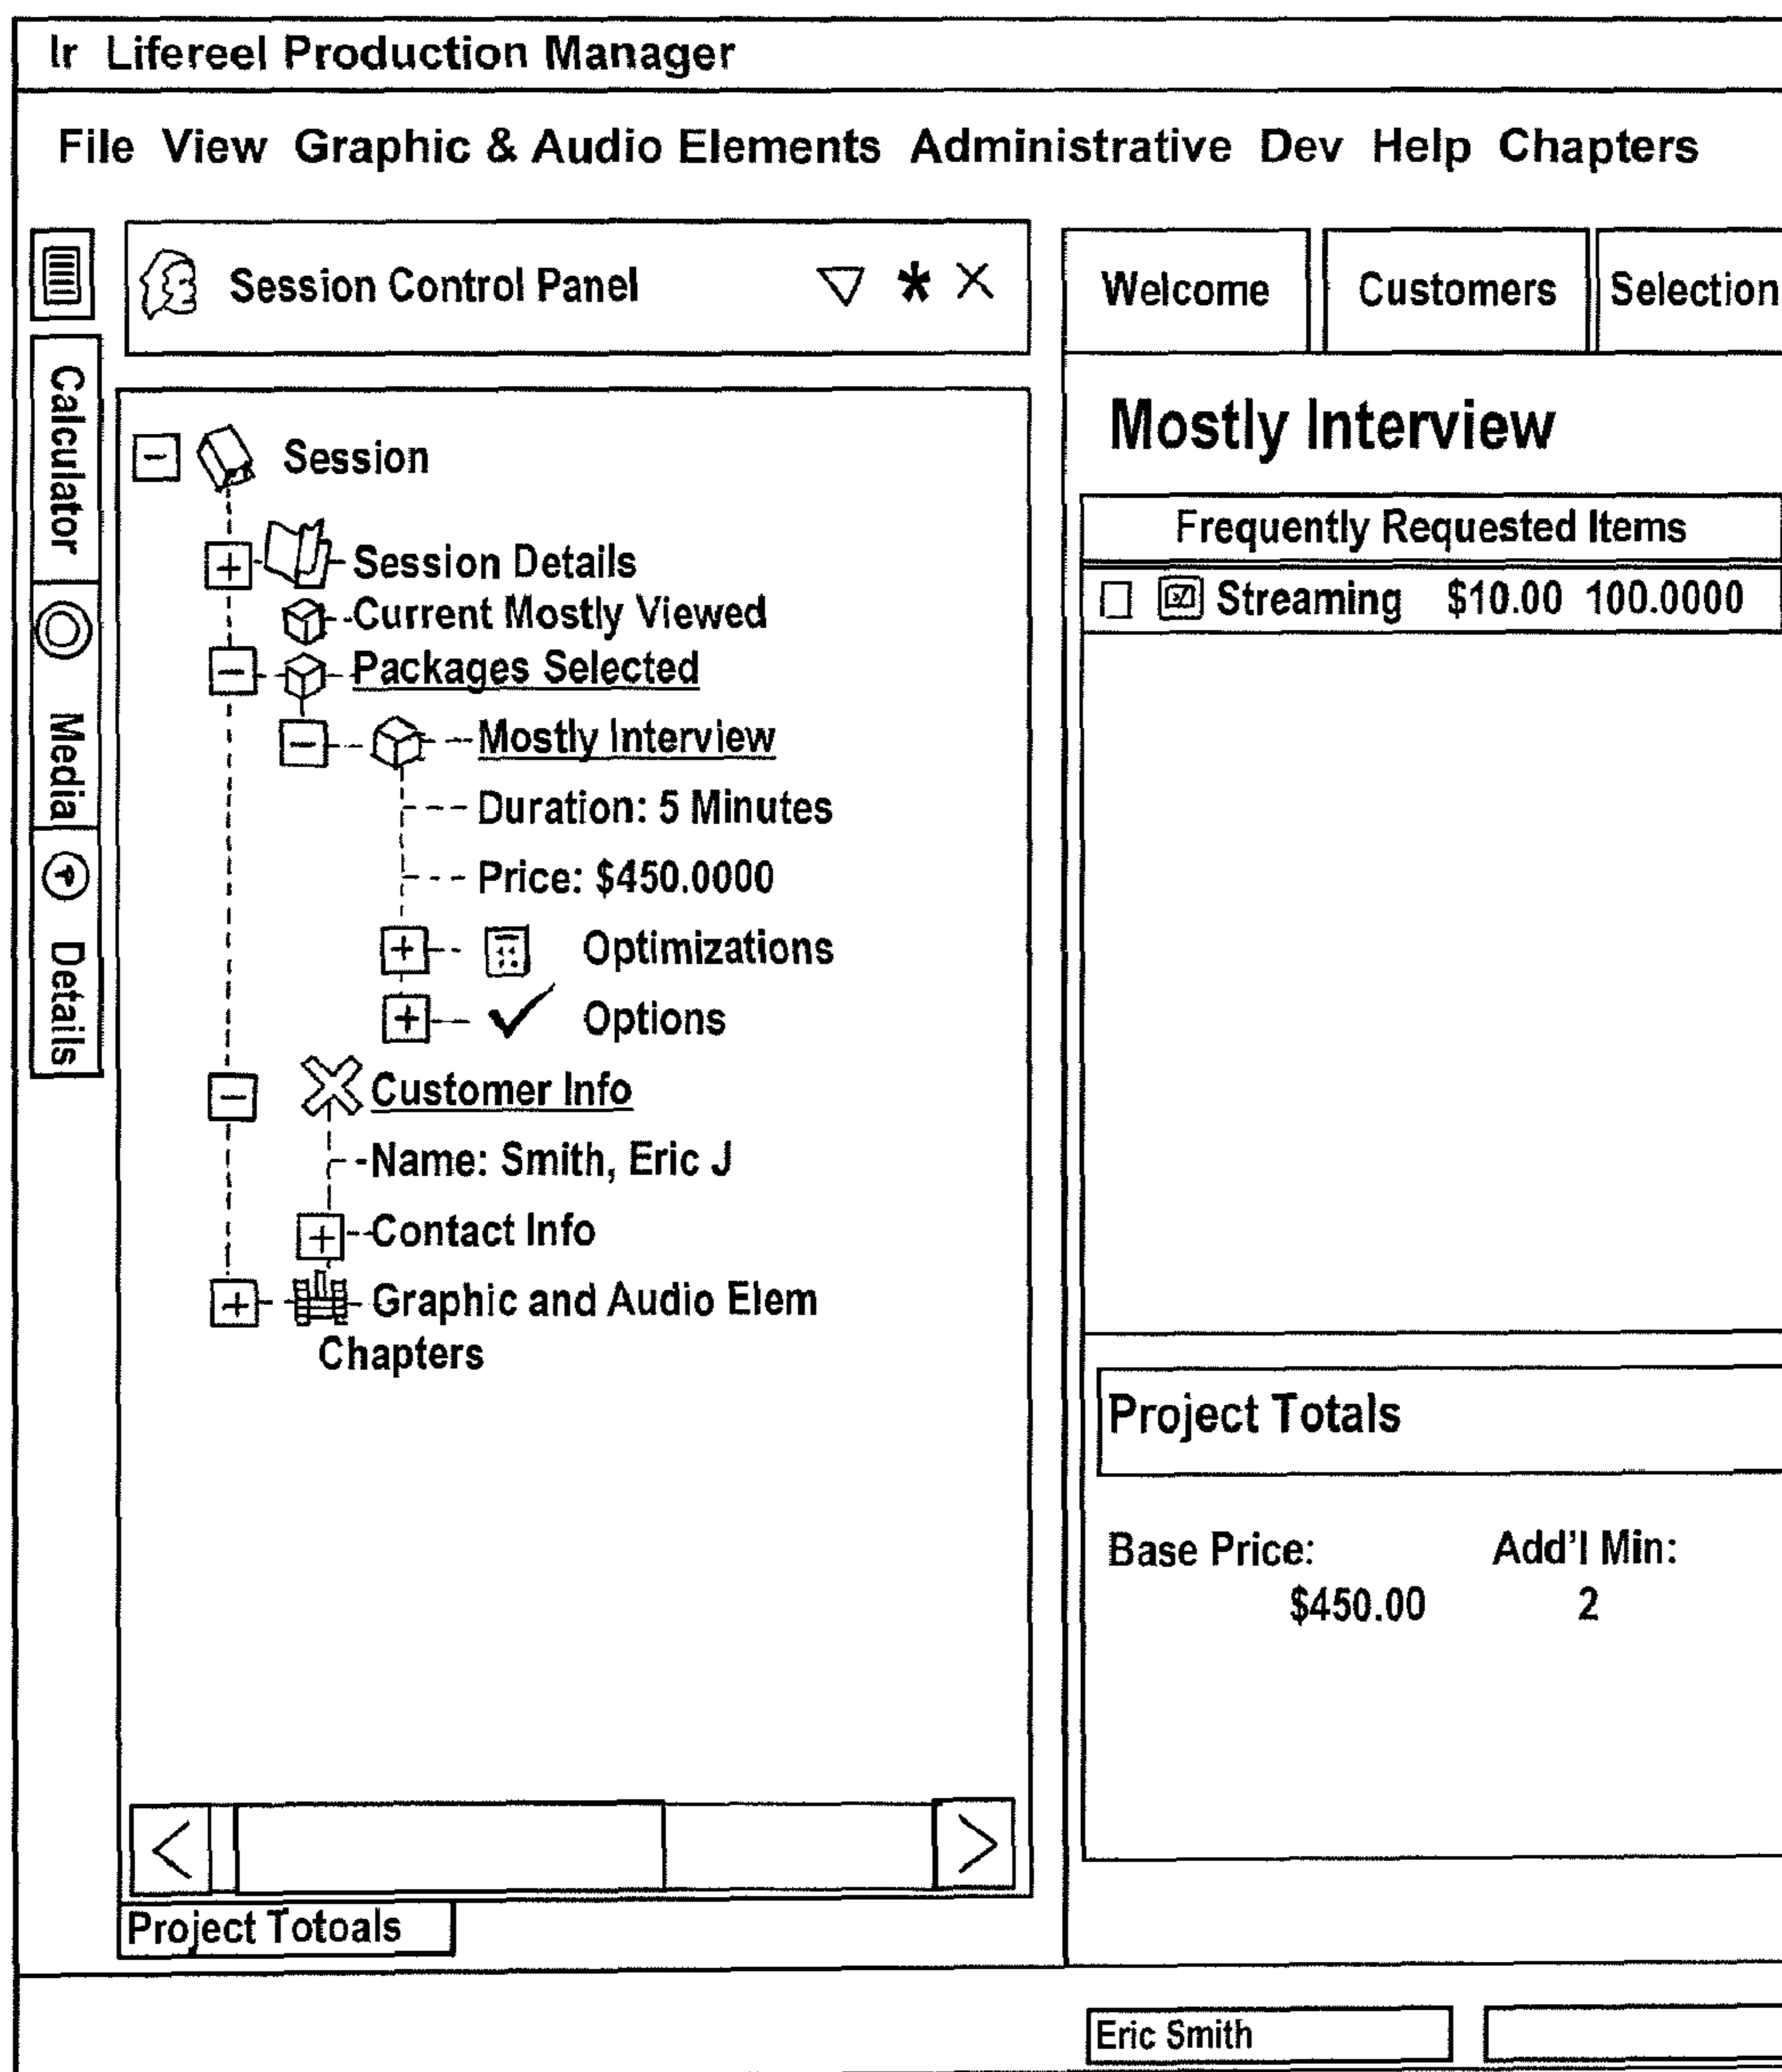 lr Lifereel Production Manager
File View Graphic & Audio Elements Administrative Dev Help Chapters
Calculator
Media
Details
Session Control Panel
Session
Session Details
Current Mostly Viewed
Packages Selected
Mostly Interview
Duration: 5 Minutes
Price: $450.0000
Optimizations
Options
Customer Info
Name: Smith, Eric J
Contact Info
Graphic and Audio Elem
Chapters
Project Totoals
Welcome Customers Selection
Mostly Interview
Frequently Requested Items
Streaming $10.00 100.0000
Project Totals
Base Price: Add'l Min:
$450.00 2
Eric Smith